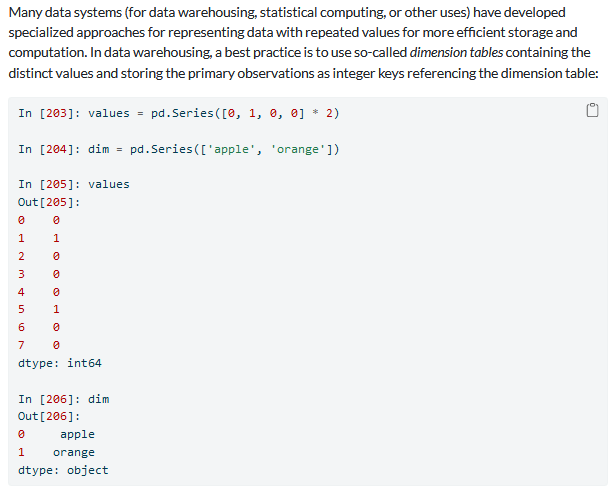 Many data systems (for data warehousing, statistical computing, or other uses) have developed
specialized approaches for representing data with repeated values for more efficient storage and
computation. In data warehousing, a best practice is to use so-called dimension tables containing the
distinct values and storing the primary observations as integer keys referencing the dimension table:
In [203]: values = pd.Series([0, 1, 0, 0] * 2)
In [204]: dim = pd.Series(['apple', 'orange'])
In [205]: values
Out[205]:
0    0
1    1
2    0
3    0
4    0
5    1
6    0
7    0
dtype: int64
In [206]: dim
Out[206]:
0     apple
1    orange
dtype: object